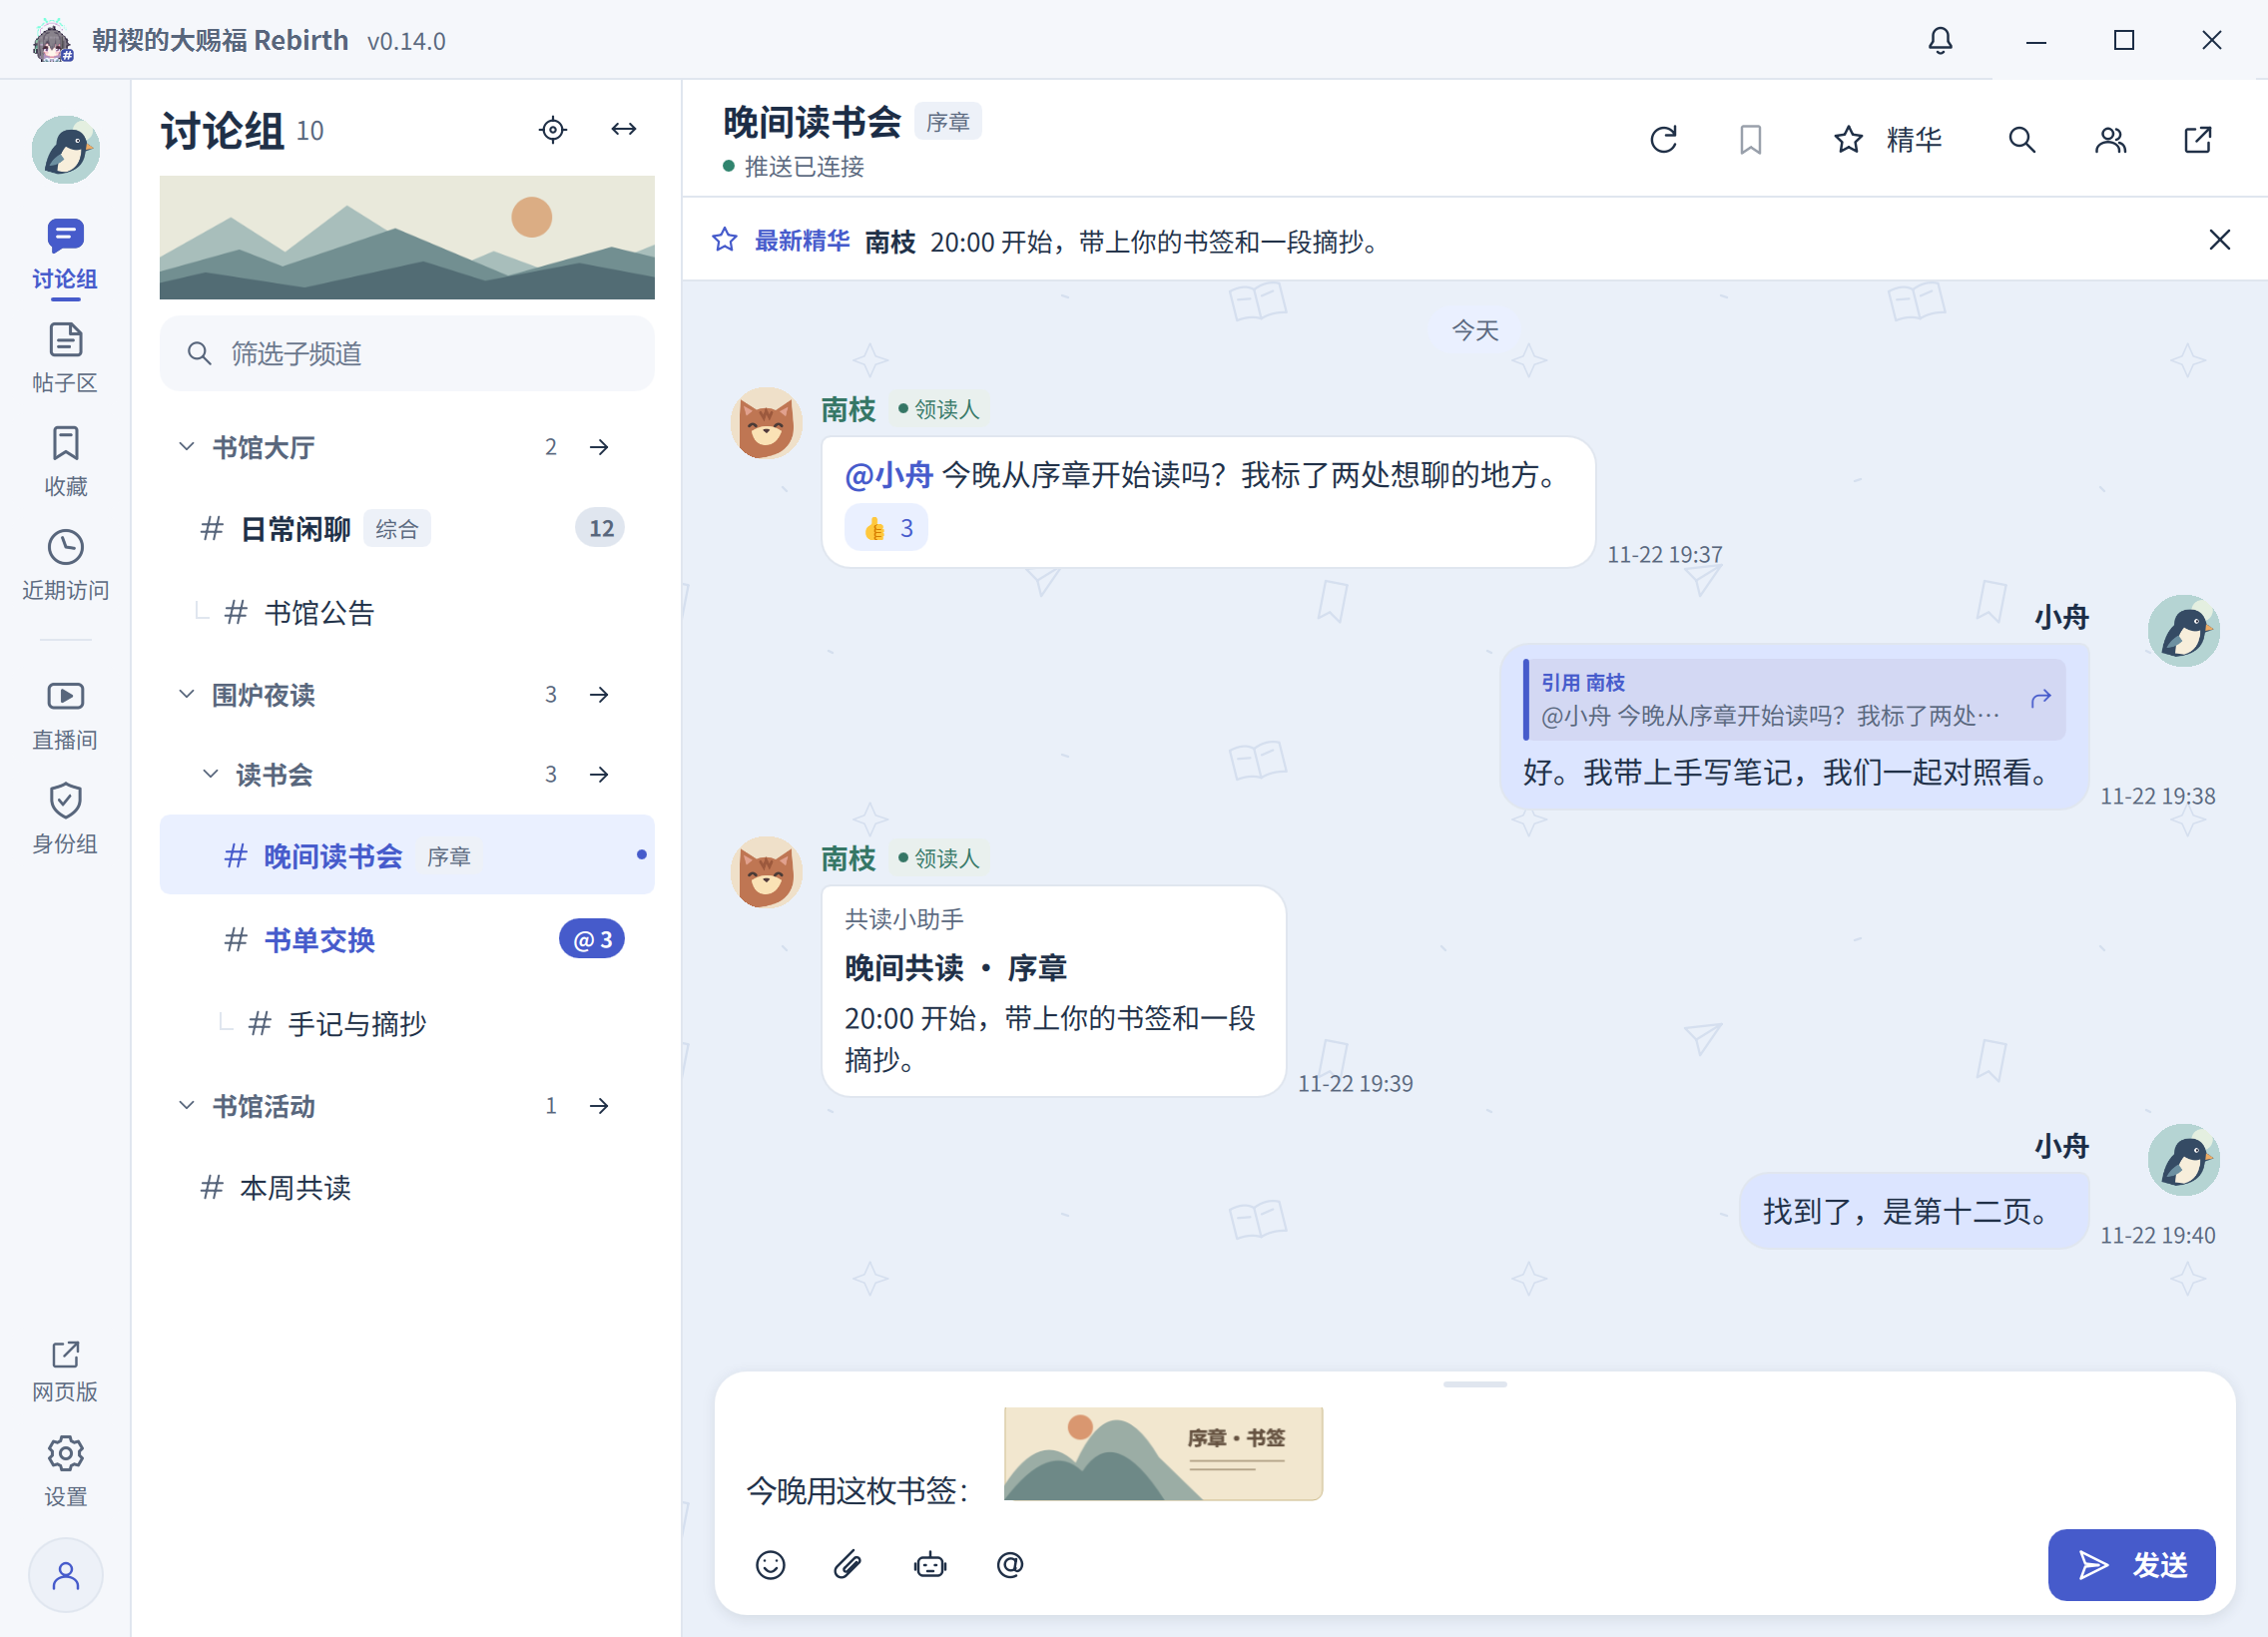 朝禊的大赐福 Rebirth v0.14.0
讨论组
帖子区
收藏
近期访问
直播间
身份组
网页版
设置
讨论组 10
筛选子频道
书馆大厅 2
日常闲聊 综合 12
书馆公告
围炉夜读 3
读书会 3
晚间读书会 序章
书单交换 @ 3
手记与摘抄
书馆活动 1
本周共读
晚间读书会 序章
推送已连接
精华
最新精华 南枝 20:00 开始，带上你的书签和一段摘抄。
今天
南枝 领读人
@小舟 今晚从序章开始读吗？我标了两处想聊的地方。
👍 3
11-22 19:37
小舟
引用 南枝
@小舟 今晚从序章开始读吗？我标了两处…
好。我带上手写笔记，我们一起对照看。
11-22 19:38
南枝 领读人
共读小助手
晚间共读 · 序章
20:00 开始，带上你的书签和一段
摘抄。
11-22 19:39
小舟
找到了，是第十二页。
11-22 19:40
序章·书签
今晚用这枚书签：
发送